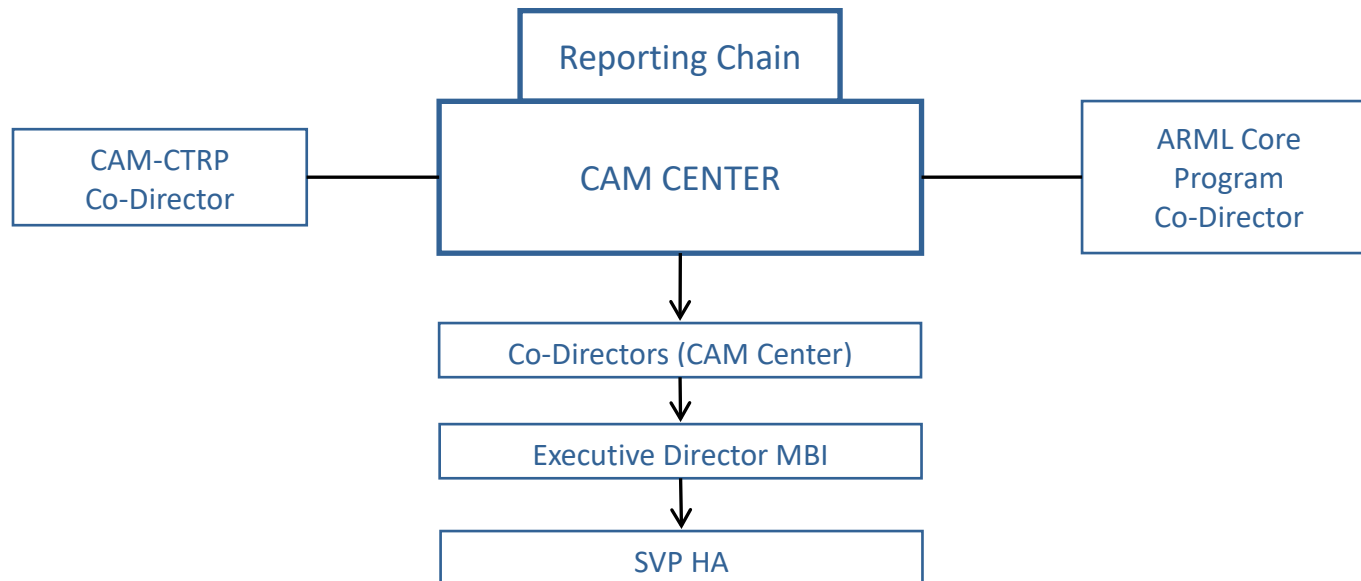 Reporting Chain
CAM-CTRP
Co-Director
CAM CENTER
ARML Core
Program
Co-Director
Co-Directors (CAM Center)
Executive Director MBI
SVP HA